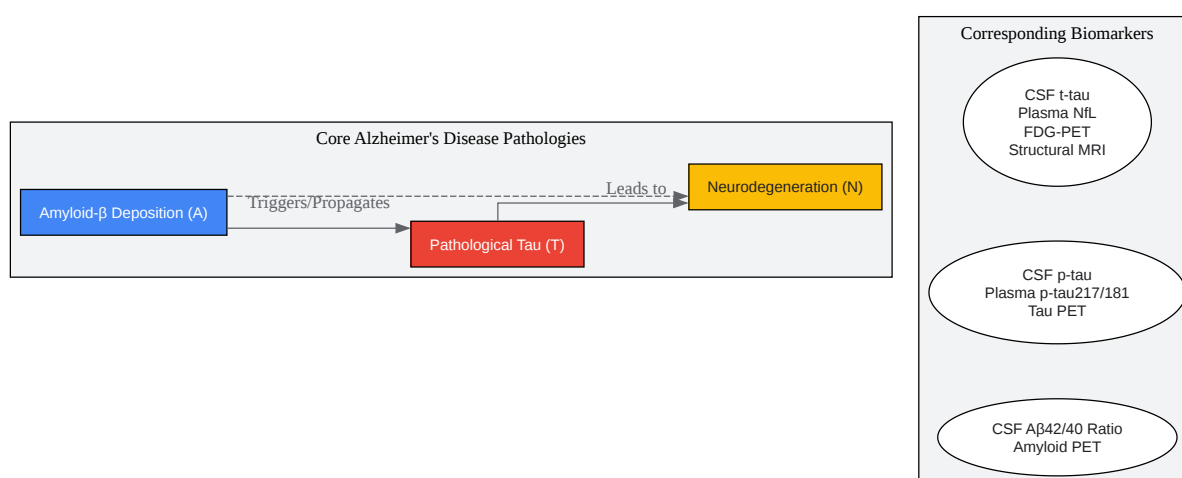 Core Alzheimer's Disease Pathologies
Amyloid-β Deposition (A)
Triggers/Propagates
Pathological Tau (T)
Leads to
Neurodegeneration (N)
Corresponding Biomarkers
CSF t-tau
Plasma NfL
FDG-PET
Structural MRI
CSF p-tau
Plasma p-tau217/181
Tau PET
CSF Aβ42/40 Ratio
Amyloid PET